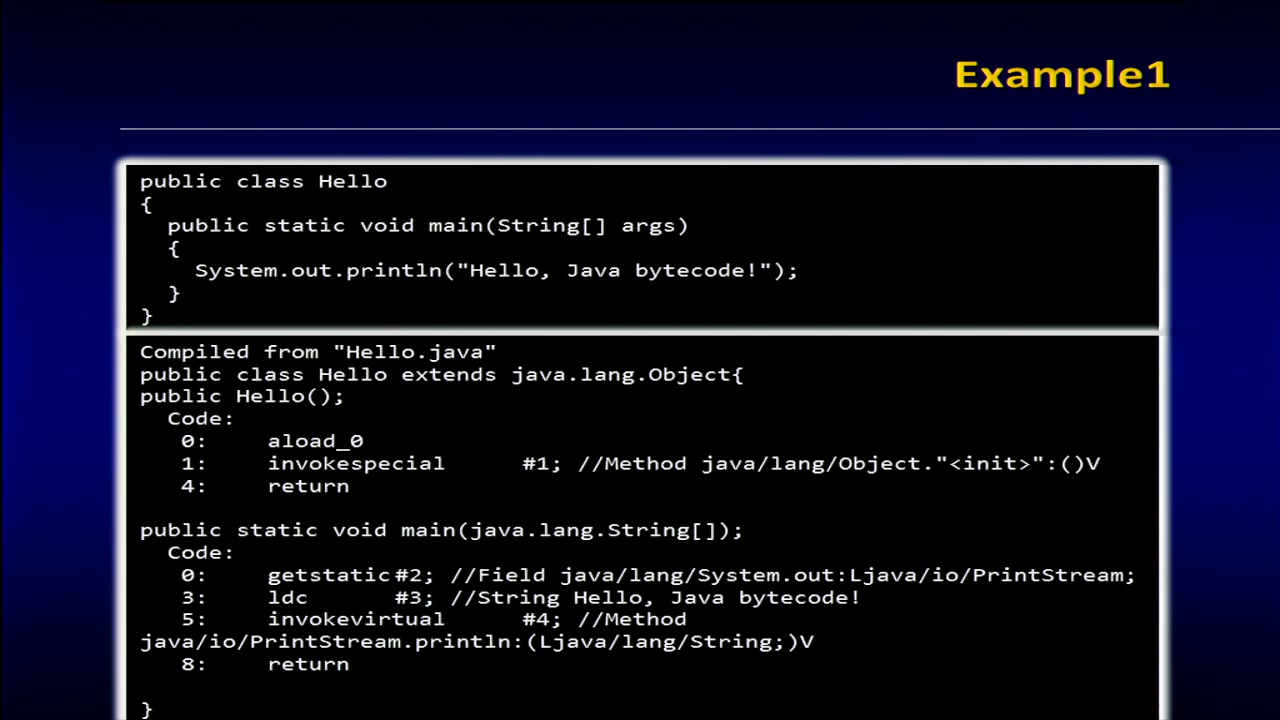 Example1
public class Hello
{
public static void main(String[] args)
{
System.out.println("Hello, Java bytecode!");
}
}
Compiled from "Hello.java"
public class Hello extends java.lang.Object{
public Hello();
Code:
0: aload_0
1: invokespecial #1; //Method java/lang/Object."<init>":()V
4: return
public static void main(java.lang.String[]);
Code:
0: getstatic #2; //Field java/lang/System.out:Ljava/io/PrintStream;
3: ldc #3; //String Hello, Java bytecode!
5: invokevirtual #4; //Method
java/io/PrintStream.println:(Ljava/lang/String;)V
8: return
}